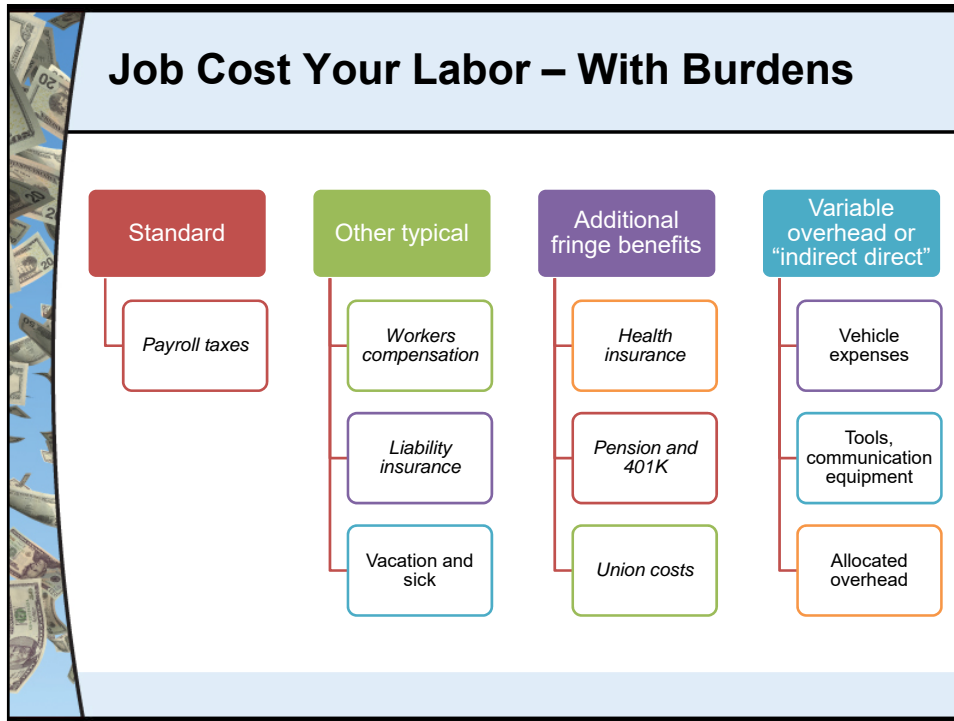 Job Cost Your Labor – With Burdens
Standard
Payroll taxes
Other typical
Workers
compensation
Liability
insurance
Vacation and
sick
Additional
fringe benefits
Health
insurance
Pension and
401K
Union costs
Variable
overhead or
“indirect direct”
Vehicle
expenses
Tools,
communication
equipment
Allocated
overhead